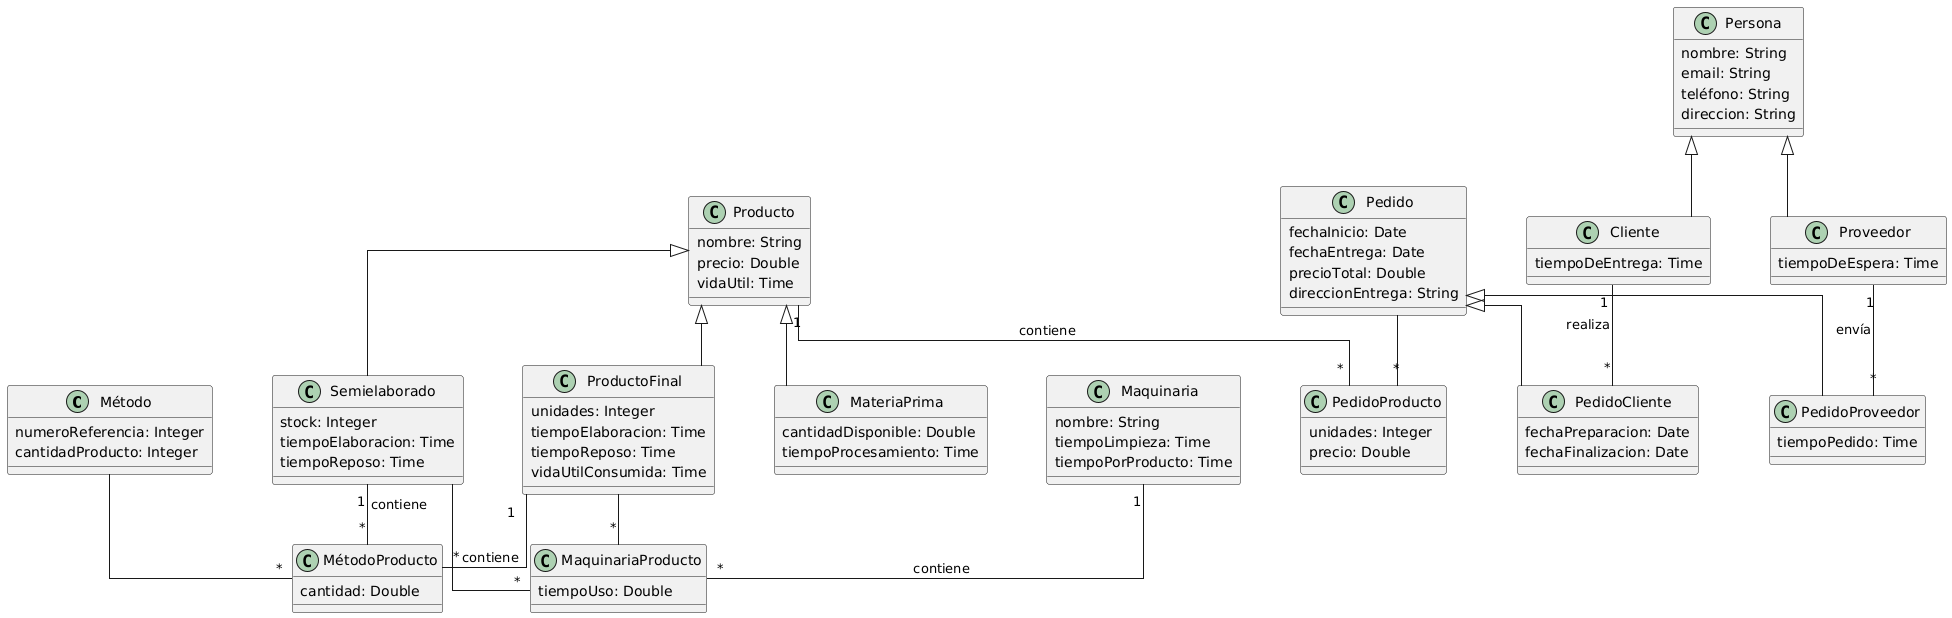 C Persona
nombre: String
email: String
teléfono: String
direccion: String
C Producto
nombre: String
precio: Double
vidaUtil: Time
C Pedido
fechaInicio: Date
fechaEntrega: Date
precioTotal: Double
direccionEntrega: String
C Cliente
tiempoDeEntrega: Time
C Proveedor
tiempoDeEspera: Time
1
contiene
*
*
1
realiza
*
1
envía
*
C Método
numeroReferencia: Integer
cantidadProducto: Integer
C Semielaborado
stock: Integer
tiempoElaboracion: Time
tiempoReposo: Time
C ProductoFinal
unidades: Integer
tiempoElaboracion: Time
tiempoReposo: Time
vidaUtilConsumida: Time
C MateriaPrima
cantidadDisponible: Double
tiempoProcesamiento: Time
C Maquinaria
nombre: String
tiempoLimpieza: Time
tiempoPorProducto: Time
C PedidoProducto
unidades: Integer
precio: Double
C PedidoCliente
fechaPreparacion: Date
fechaFinalizacion: Date
C PedidoProveedor
tiempoPedido: Time
1
contiene
*
1
*
1
* contiene
*
*
* contiene
C MétodoProducto
cantidad: Double
C MaquinariaProducto
tiempoUso: Double